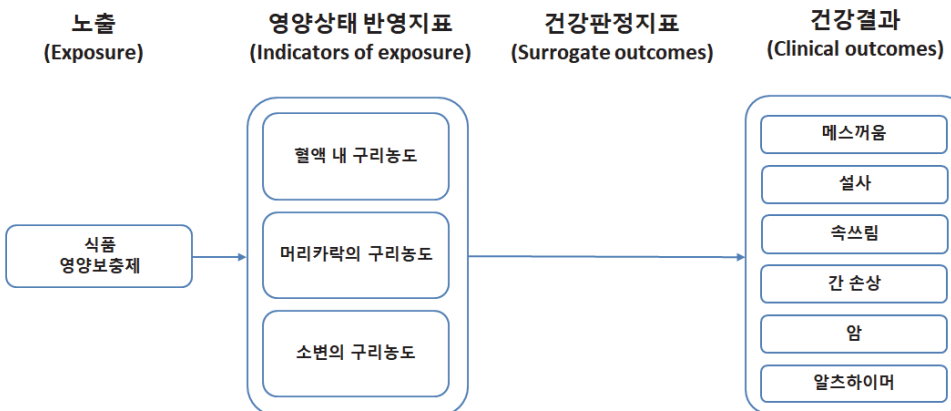 노출
(Exposure)
영양상태 반영지표
(Indicators of exposure)
건강판정지표
(Surrogate outcomes)
건강결과
(Clinical outcomes)
식품
영양보충제
혈액 내 구리농도
머리카락의 구리농도
소변의 구리농도
메스꺼움
설사
속쓰림
간 손상
암
알츠하이머